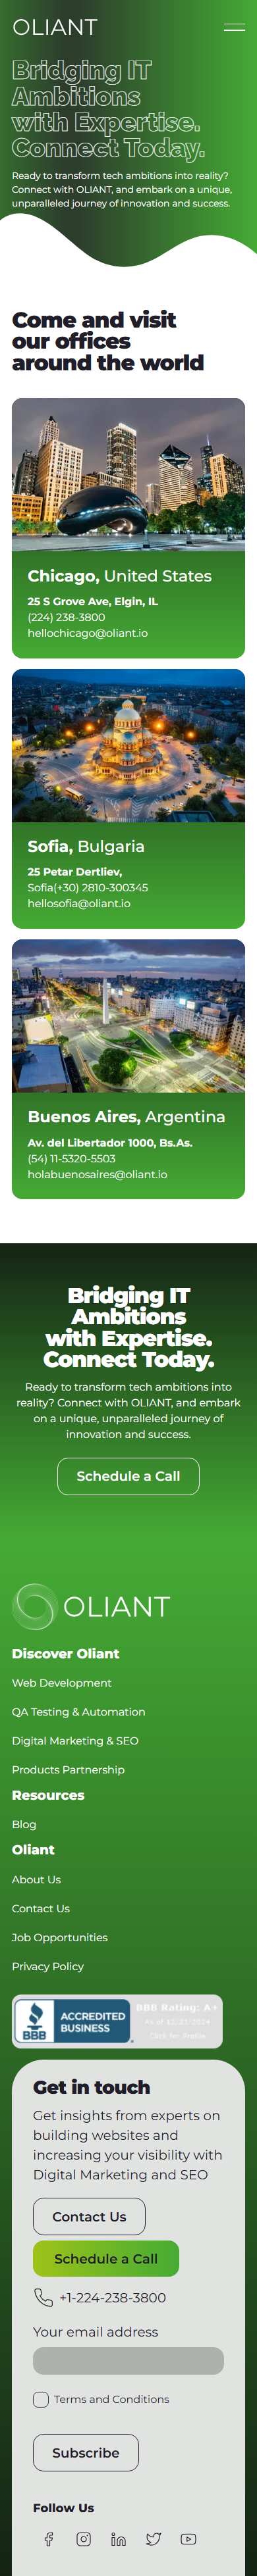 OLIANT
Bridging IT
Ambitions
with Expertise.
Connect Today.
Ready to transform tech ambitions into reality?
Connect with OLIANT, and embark on a unique,
unparalleled journey of innovation and success.
Come and visit
our offices
around the world
Chicago, United States
25 S Grove Ave, Elgin, IL
(224) 238-3800
hellochicago@oliant.io
Sofia, Bulgaria
25 Petar Dertliev,
Sofia(+30) 2810-300345
hellosofia@oliant.io
Buenos Aires, Argentina
Av. del Libertador 1000, Bs.As.
(54) 11-5320-5503
holabuenosaires@oliant.io
Bridging IT
Ambitions
with Expertise.
Connect Today.
Ready to transform tech ambitions into
reality? Connect with OLIANT, and embark
on a unique, unparalleled journey of
innovation and success.
Schedule a Call
OLIANT
Discover Oliant
Web Development
QA Testing & Automation
Digital Marketing & SEO
Products Partnership
Resources
Blog
Oliant
About Us
Contact Us
Job Opportunities
Privacy Policy
BBB
ACCREDITED
BUSINESS
BBB Rating: A+
Click for Profile
Get in touch
Get insights from experts on
building websites and
increasing your visibility with
Digital Marketing and SEO
Contact Us
Schedule a Call
+1-224-238-3800
Your email address
Terms and Conditions
Subscribe
Follow Us